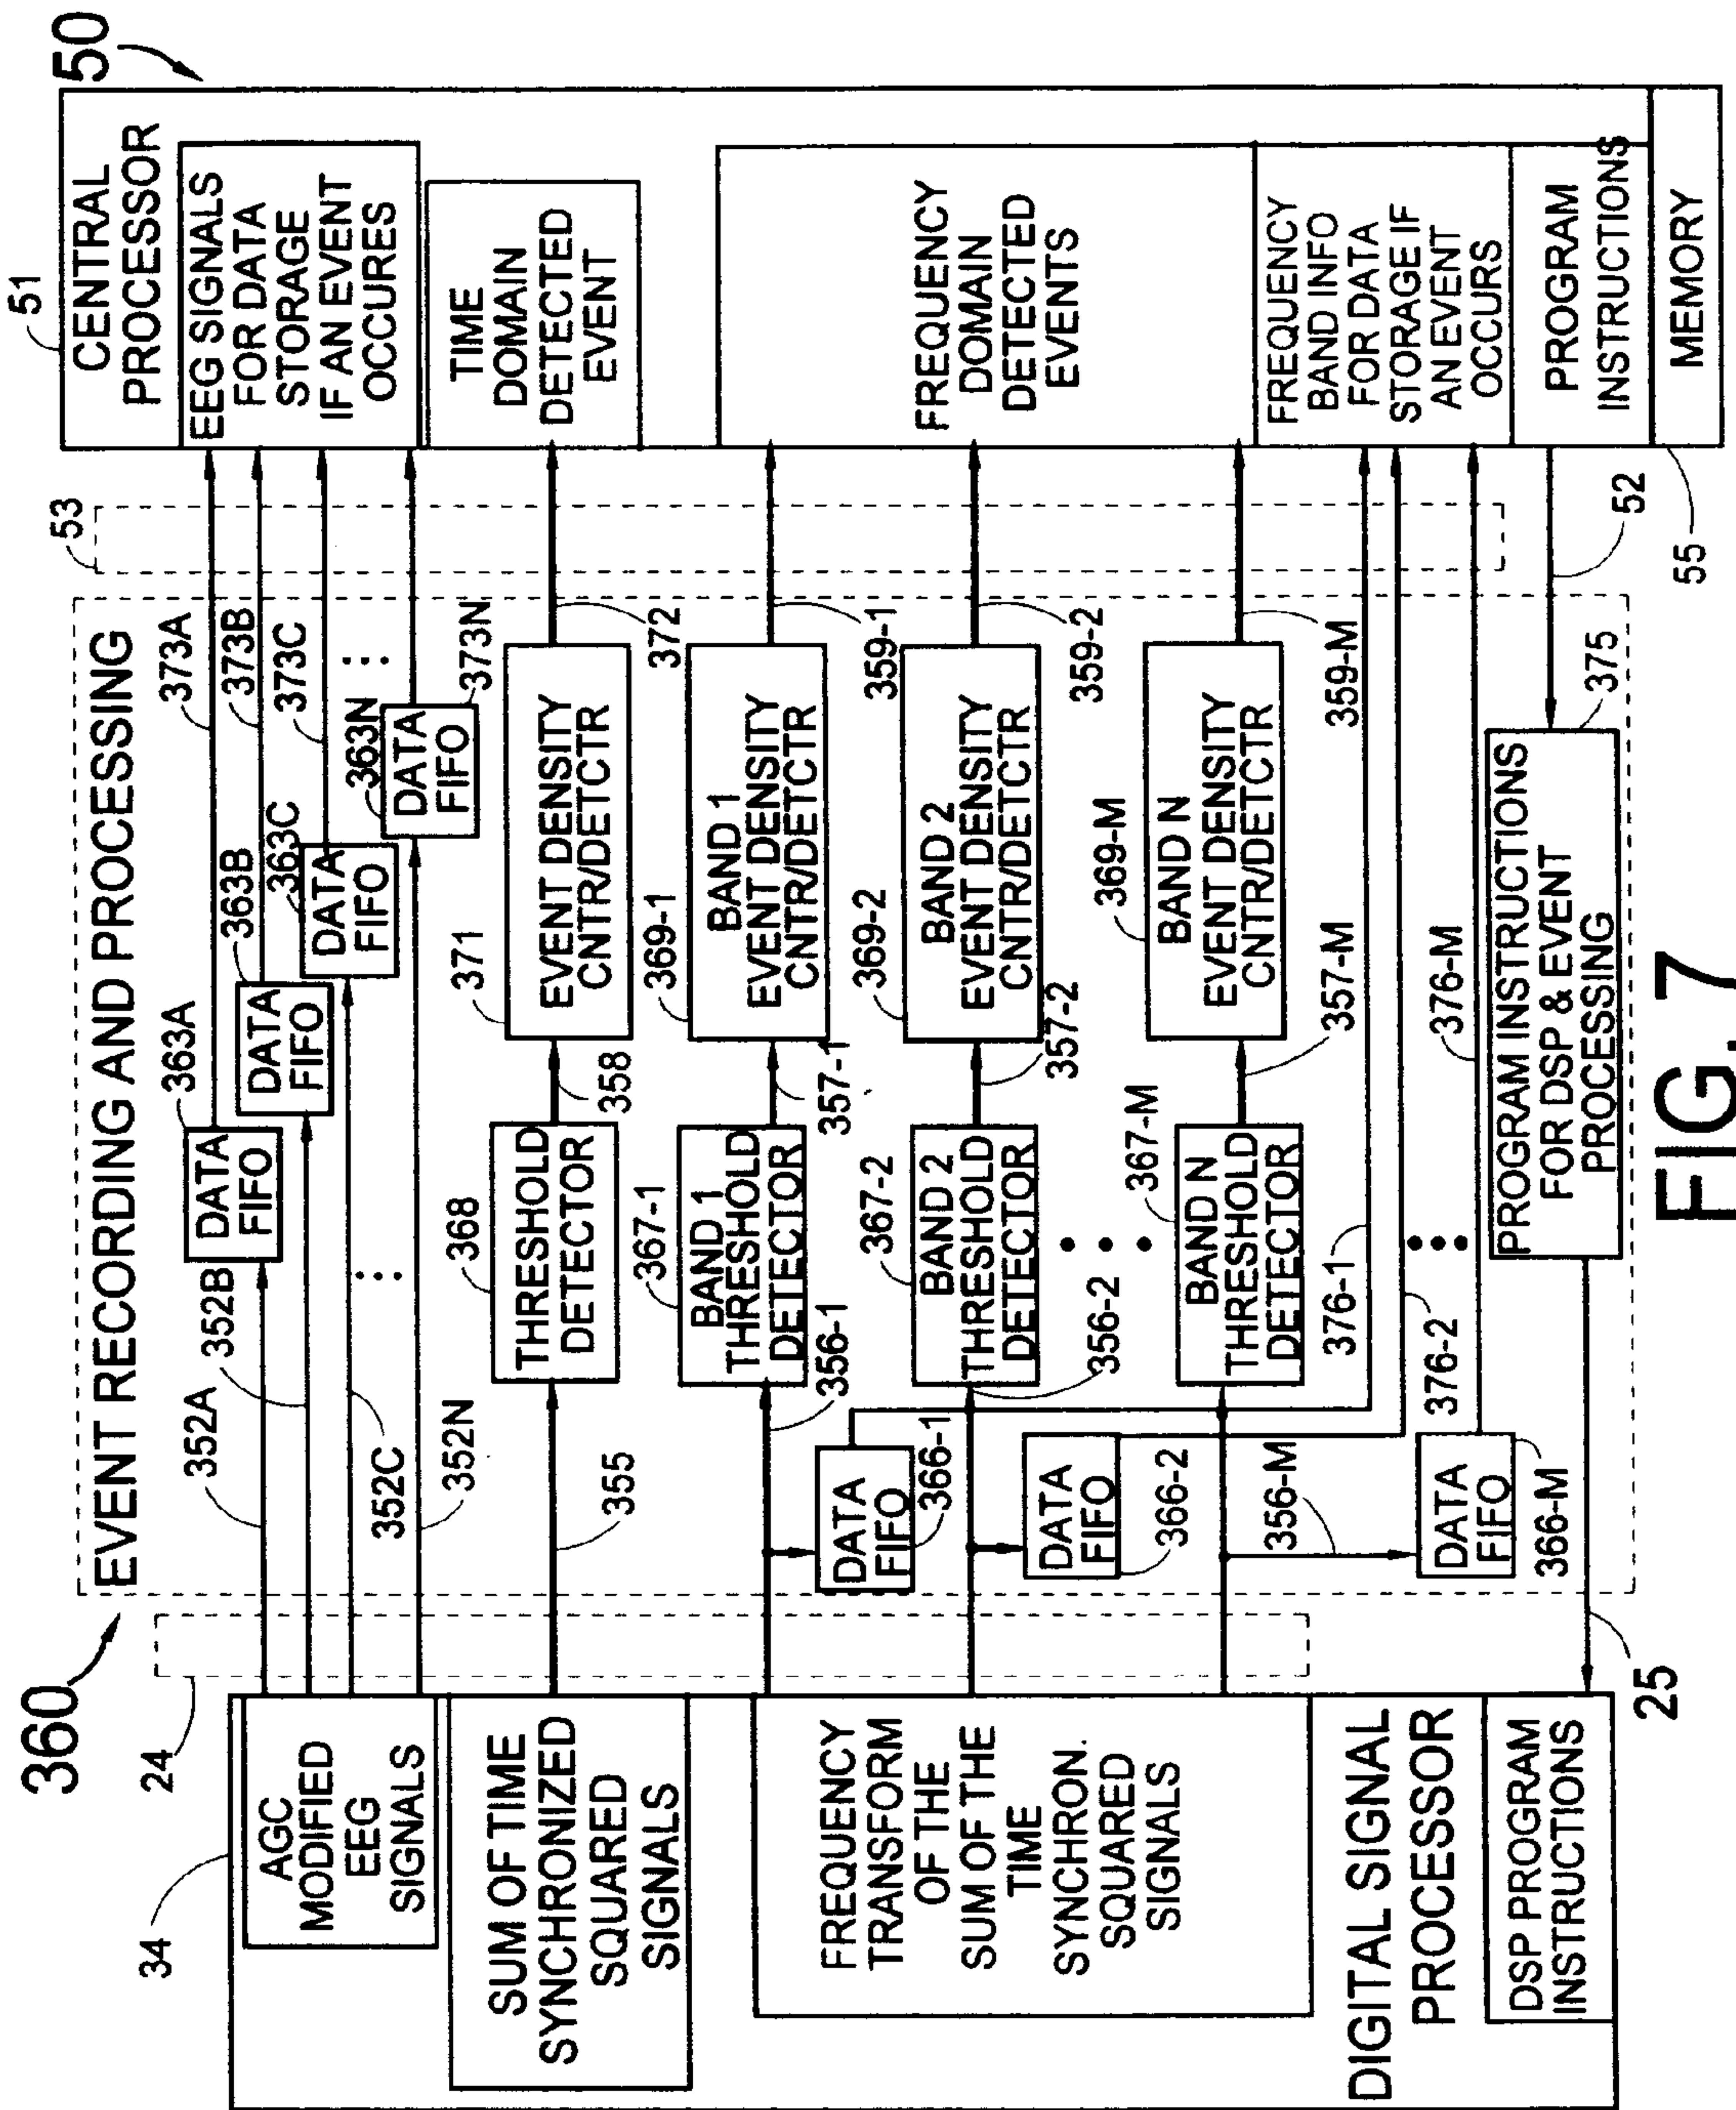 360
EVENT RECORDING AND PROCESSING
50
24
53
51
34
AGC
MODIFIED
EEG
SIGNALS
SUM OF TIME
SYNCHRONIZED
SQUARED
SIGNALS
FREQUENCY
TRANSFORM
OF THE
SUM OF THE
TIME
SYNCHRON.
SQUARED
SIGNALS
DIGITAL SIGNAL
PROCESSOR
DSP PROGRAM
INSTRUCTIONS
25
352A
352B
352C
352N
363A
DATA
FIFO
363B
DATA
FIFO
363C
DATA
FIFO
363N
DATA
FIFO
373A
373B
373C
373N
355
368
THRESHOLD
DETECTOR
358
371
EVENT DENSITY
CNTR/DETCTR
372
367-1
BAND 1
THRESHOLD
DETECTOR
356-1
357-1
369-1
BAND 1
EVENT DENSITY
CNTR/DETCTR
359-1
DATA
FIFO
366-1
367-2
BAND 2
THRESHOLD
DETECTOR
356-2
357-2
369-2
BAND 2
EVENT DENSITY
CNTR/DETCTR
359-2
DATA
FIFO
366-2
367-M
BAND N
THRESHOLD
DETECTOR
356-M
357-M
369-M
BAND N
EVENT DENSITY
CNTR/DETCTR
359-M
DATA
FIFO
366-M
376-1
376-2
376-M
PROGRAM INSTRUCTIONS
FOR DSP & EVENT
PROCESSING
375
52
55
CENTRAL
PROCESSOR
EEG SIGNALS
FOR DATA
STORAGE
IF AN EVENT
OCCURES
TIME
DOMAIN
DETECTED
EVENT
FREQUENCY
DOMAIN
DETECTED
EVENTS
FREQUENCY
BAND INFO
FOR DATA
STORAGE IF
AN EVENT
OCCURS
PROGRAM
INSTRUCTIONS
MEMORY
FIG. 7